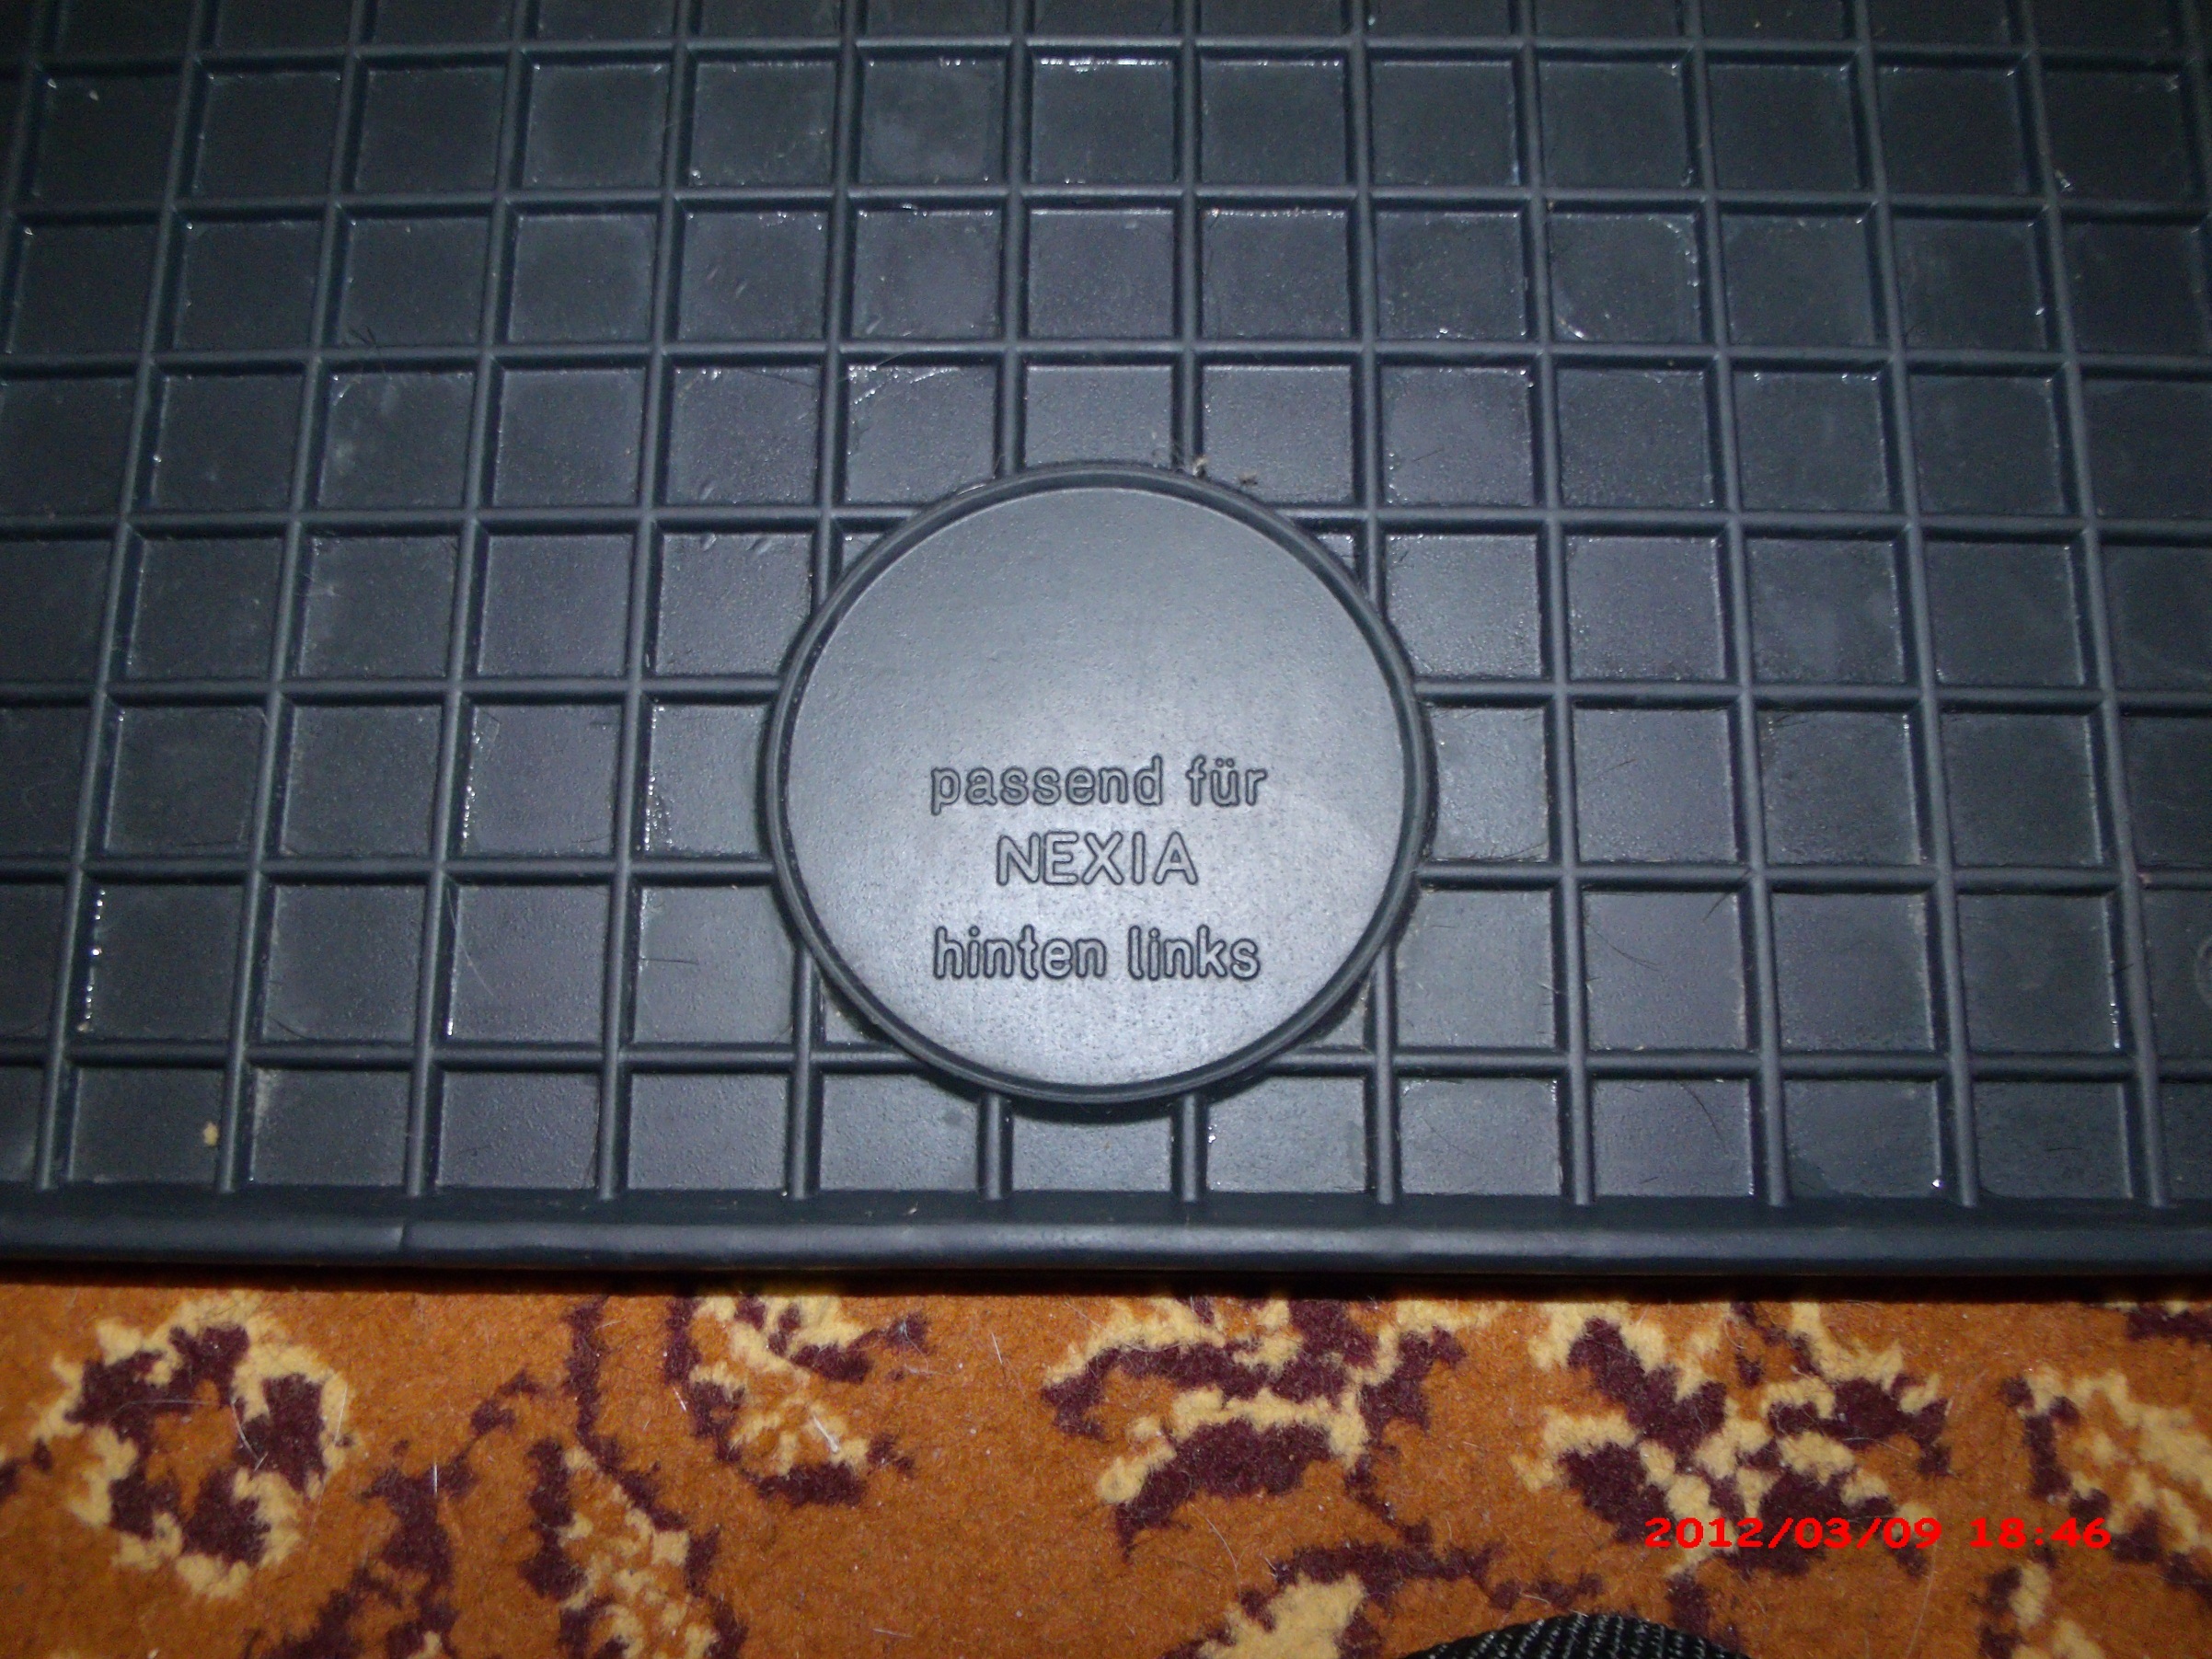 passend für
NEXIA
hinten links
2012/03/09 18:46